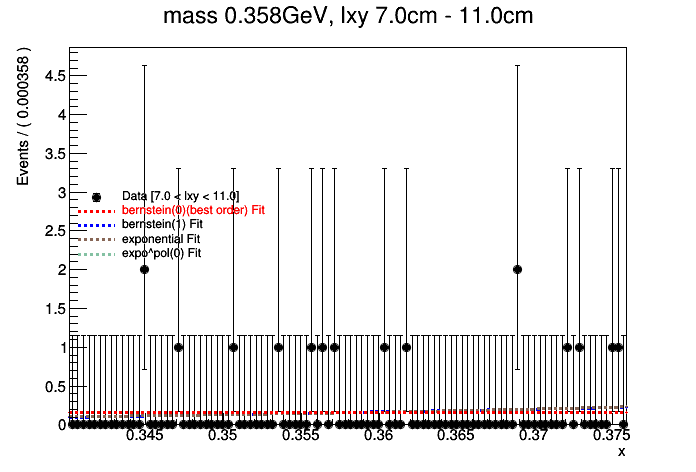 mass 0.358GeV, lxy 7.0cm - 11.0cm
Events / ( 0.000358 )
4.5
4
3.5
3
Data [7.0 < lxy < 11.0]
bernstein(0)(best order) Fit
bernstein(1) Fit
2.5
exponential Fit
expo^pol(0) Fit
2
1.5
1
0.5
0
0.345 0.35 0.355 0.36 0.365 0.37 0.375
x